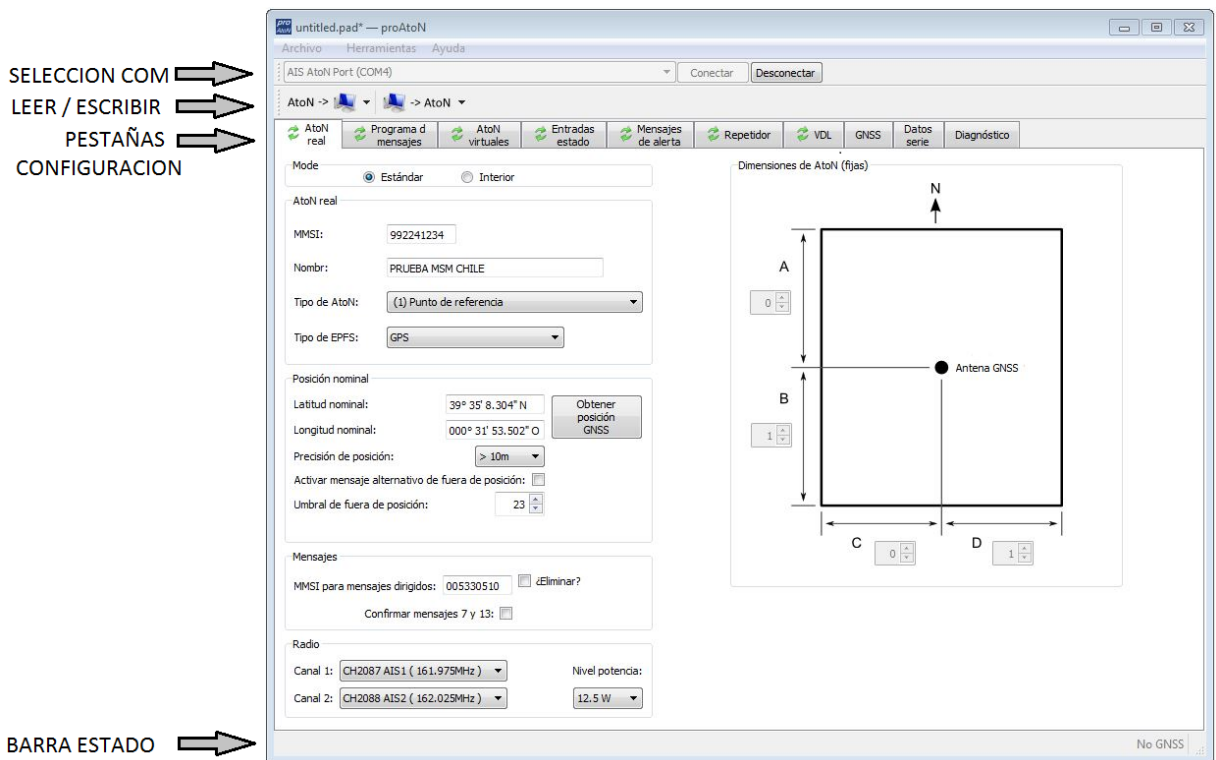 pro AtoN untitled.pad* — proAtoN
Archivo Herramientas Ayuda
SELECCION COM
AIS AtoN Port (COM4) Conectar Desconectar
LEER / ESCRIBIR
AtoN -> -> AtoN
PESTAÑAS
CONFIGURACION
AtoN real Programa d mensajes AtoN virtuales Entradas estado Mensajes de alerta Repetidor VDL GNSS Datos serie Diagnóstico
Mode
Estándar Interior
AtoN real
MMSI: 992241234
Nombr: PRUEBA MSM CHILE
Tipo de AtoN: (1) Punto de referencia
Tipo de EPFS: GPS
Posición nominal
Latitud nominal: 39° 35' 8.304" N
Longitud nominal: 000° 31' 53.502" O
Obtener
posición
GNSS
Precisión de posición: > 10m
Activar mensaje alternativo de fuera de posición:
Umbral de fuera de posición: 23
Mensajes
MMSI para mensajes dirigidos: 005330510 ¿Eliminar?
Confirmar mensajes 7 y 13:
Radio
Canal 1: CH2087 AIS1 ( 161.975MHz ) Nivel potencia:
Canal 2: CH2088 AIS2 ( 162.025MHz ) 12.5 W
Dimensiones de AtoN (fijas)
N
A
0
Antena GNSS
B
1
C 0 D 1
BARRA ESTADO
No GNSS